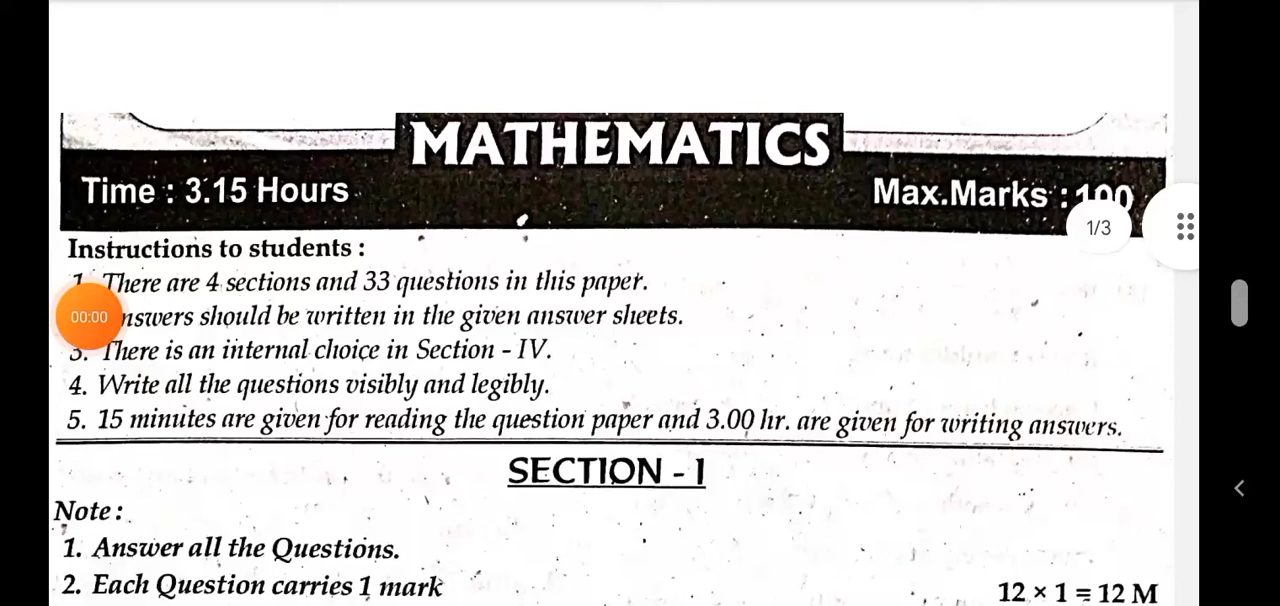 MATHEMATICS
Time : 3.15 Hours
Max.Marks : 100
1/3
Instructions to students :
1. There are 4 sections and 33 questions in this paper.
00:00
nswers should be written in the given answer sheets.
3. There is an internal choice in Section - IV.
4. Write all the questions visibly and legibly.
5. 15 minutes are given for reading the question paper and 3.00 hr. are given for writing answers.
SECTION - I
Note :
1. Answer all the Questions.
2. Each Question carries 1 mark
12 × 1 = 12 M